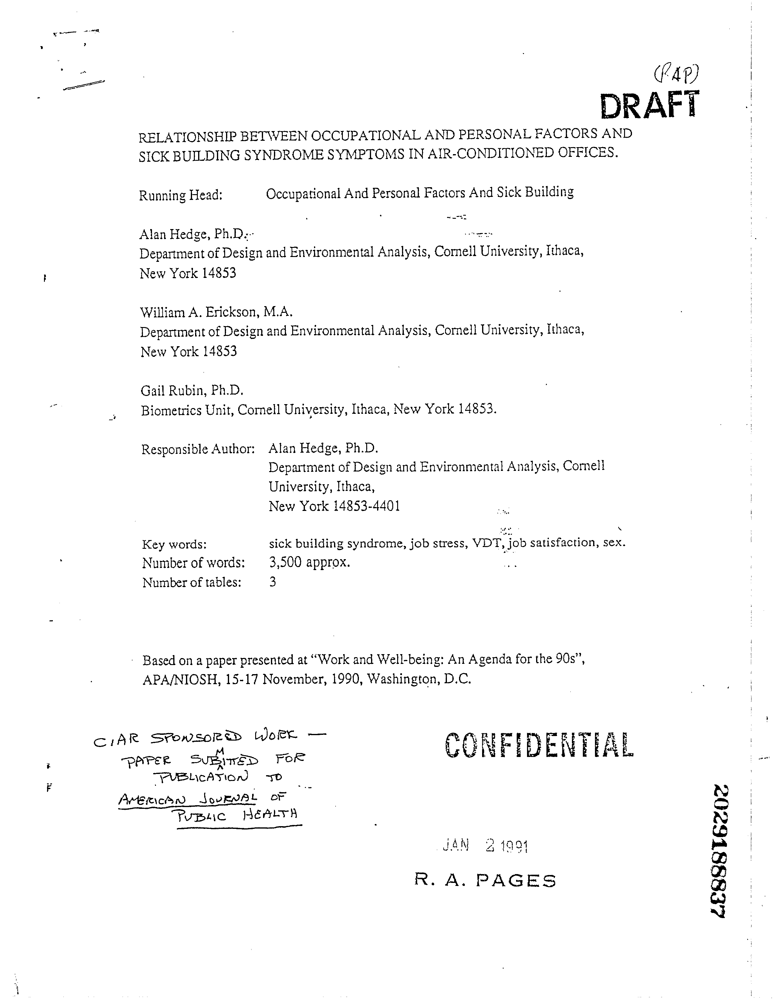 (RAP)
DRAFT
RELATIONSHIP BETWEEN OCCUPATIONAL AND PERSONAL FACTORS AND
SICK BUILDING SYNDROME SYMPTOMS IN AIR-CONDITIONED OFFICES.
Running Head: Occupational And Personal Factors And Sick Building
Alan Hedge, Ph.D.
Department of Design and Environmental Analysis, Cornell University, Ithaca,
New York 14853
William A. Erickson, M.A.
Department of Design and Environmental Analysis, Cornell University, Ithaca,
New York 14853
Gail Rubin, Ph.D.
Biometrics Unit, Cornell University, Ithaca, New York 14853.
Responsible Author: Alan Hedge, Ph.D.
Department of Design and Environmental Analysis, Cornell
University, Ithaca,
New York 14853-4401
Key words: sick building syndrome, job stress, VDT, job satisfaction, sex.
Number of words: 3,500 approx.
Number of tables: 3
Based on a paper presented at “Work and Well-being: An Agenda for the 90s”,
APA/NIOSH, 15-17 November, 1990, Washington, D.C.
CIAR SPONSORED WORK —
PAPER SUBMITTED FOR
PUBLICATION TO
AMERICAN JOURNAL OF
PUBLIC HEALTH
CONFIDENTIAL
JAN 2 1991
R. A. PAGES
2029188837